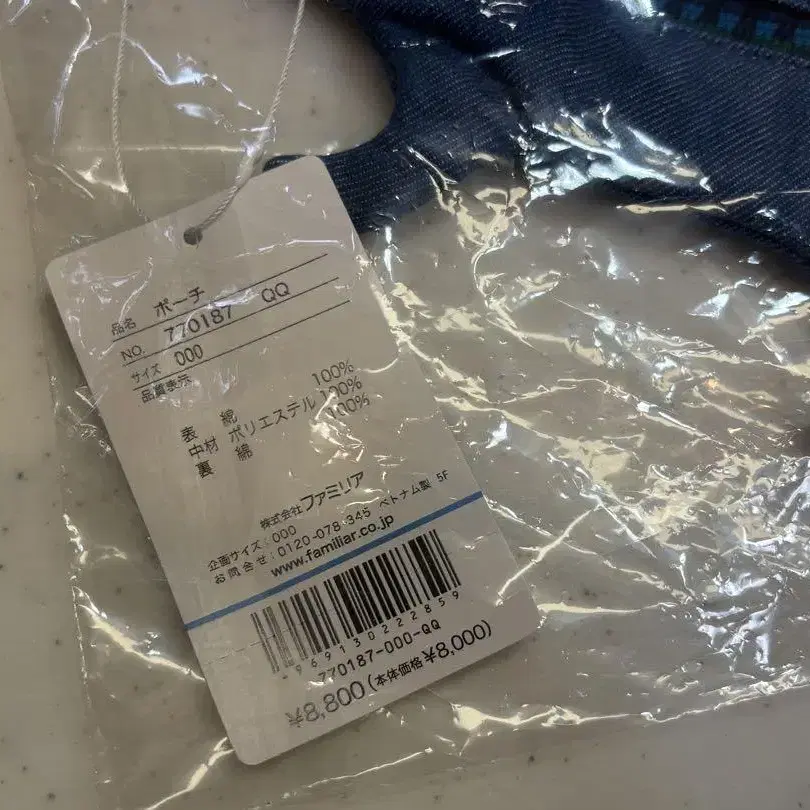 品名 ポーチ
NO. 770187 QQ
サイズ 000
品質表示
表 綿 100%
中材 ポリエステル 100%
裏 綿 100%
株式会社ファミリア
企画サイズ:000 ベトナム製 5F
お問合せ:0120-078-345
www.familiar.co.jp
969130222859
770187-000-QQ
¥8,800(本体価格¥8,000)